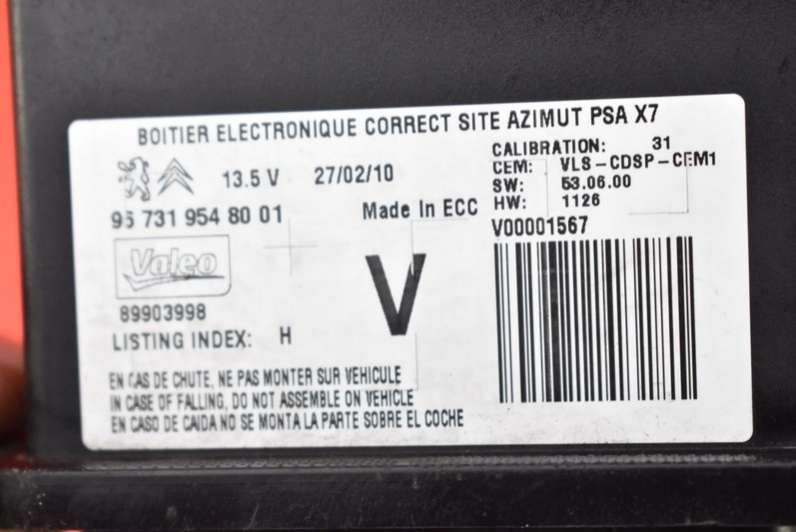 BOITIER ELECTRONIQUE CORRECT SITE AZIMUT PSA X7
13.5 V 27/02/10
96 731 954 80 01
Made In ECC
CALIBRATION: 31
CEM: VLS-CDSP-CEM1
SW: 53.06.00
HW: 1126
V00001567
Valeo
89903998
V
LISTING INDEX: H
EN CAS DE CHUTE, NE PAS MONTER SUR VEHICULE
IN CASE OF FALLING, DO NOT ASSEMBLE ON VEHICLE
EN CASO DE CAIDA NO SE MONTA LA PARTE SOBRE EL COCHE